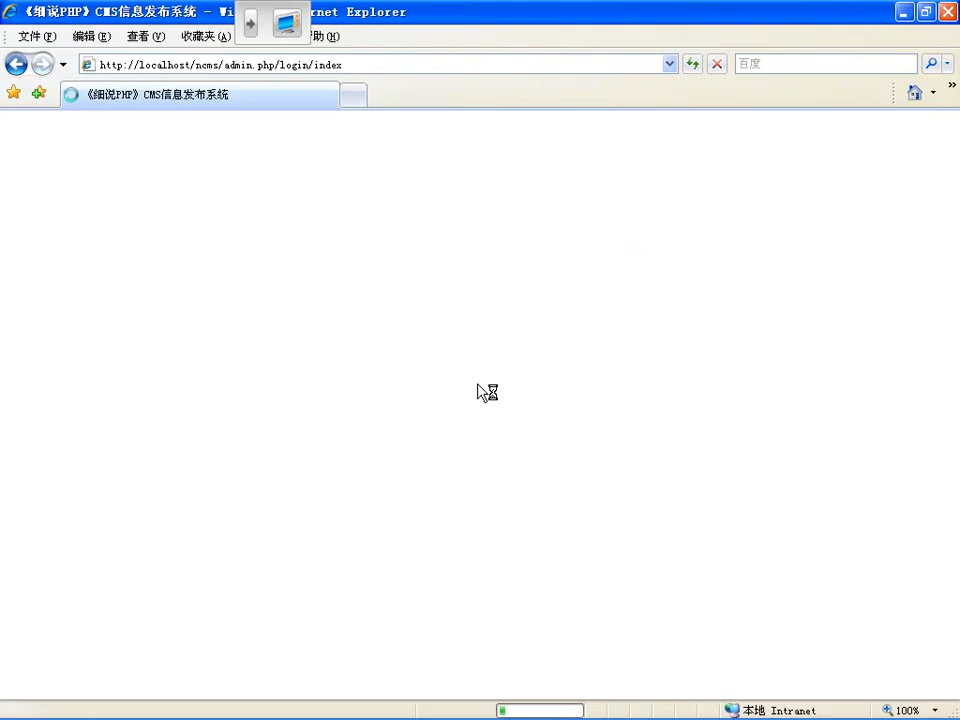 《细说PHP》CMS信息发布系统 - Wi rnet Explorer
文件(F) 编辑(E) 查看(V) 收藏夹(A) 助(H)
http://localhost/ncms/admin.php/login/index 百度
《细说PHP》CMS信息发布系统 »
本地 Intranet 100%